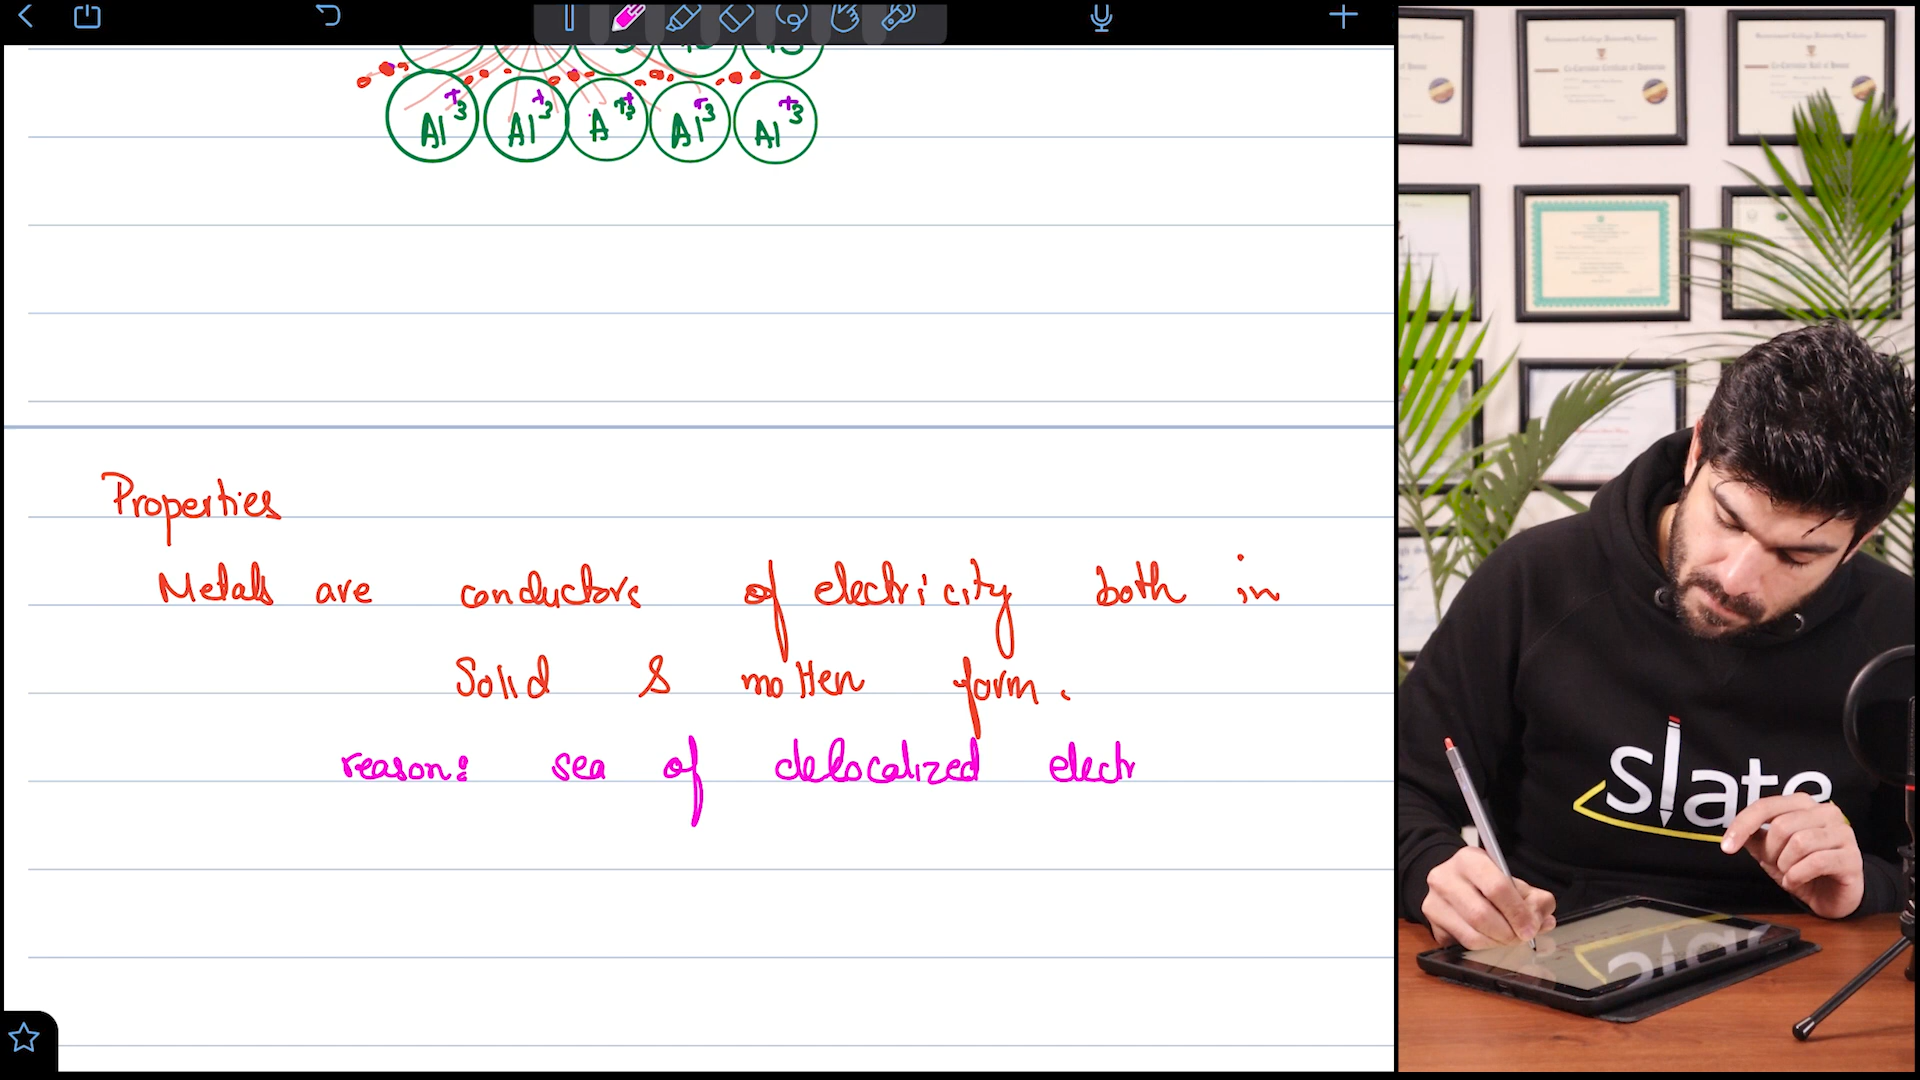 Al+3 Al+3 A+3 Al+3 Al+3
Properties
Metals are conductors of electricity both in
Solid & molten form.
reason: sea of delocalized electr
slate